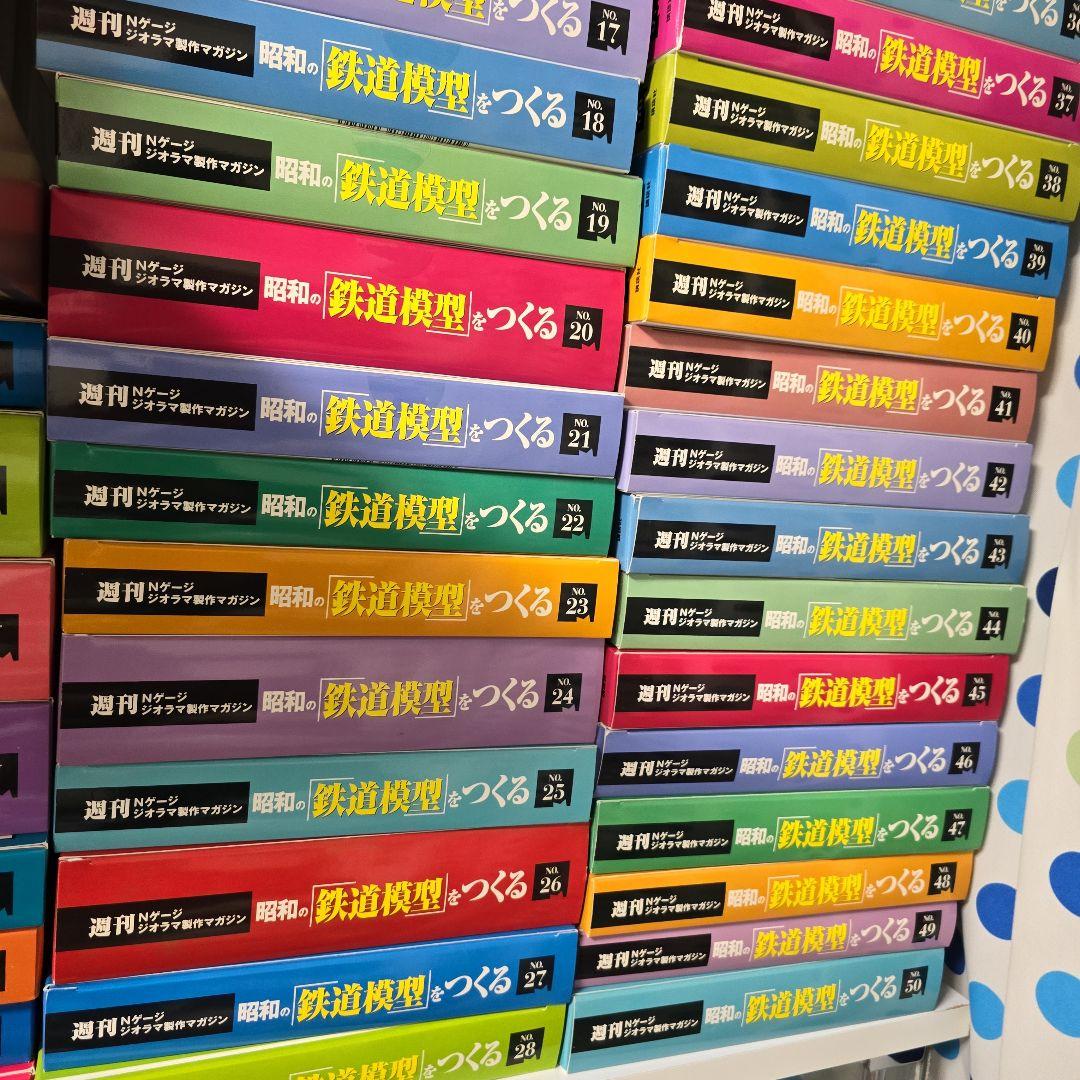 鉄道模型をつくる NO. 17
週刊 Nゲージ ジオラマ製作マガジン 昭和の鉄道模型をつくる NO. 18
週刊 Nゲージ ジオラマ製作マガジン 昭和の鉄道模型をつくる NO. 19
週刊 Nゲージ ジオラマ製作マガジン 昭和の鉄道模型をつくる NO. 20
週刊 Nゲージ ジオラマ製作マガジン 昭和の鉄道模型をつくる NO. 21
週刊 Nゲージ ジオラマ製作マガジン 昭和の鉄道模型をつくる NO. 22
週刊 Nゲージ ジオラマ製作マガジン 昭和の鉄道模型をつくる NO. 23
週刊 Nゲージ ジオラマ製作マガジン 昭和の鉄道模型をつくる NO. 24
週刊 Nゲージ ジオラマ製作マガジン 昭和の鉄道模型をつくる NO. 25
週刊 Nゲージ ジオラマ製作マガジン 昭和の鉄道模型をつくる NO. 26
週刊 Nゲージ ジオラマ製作マガジン 昭和の鉄道模型をつくる NO. 27
鉄道模型をつくる NO. 28
つくる 36
週刊 Nゲージ ジオラマ製作マガジン 昭和の鉄道模型をつくる NO. 37
週刊 Nゲージ ジオラマ製作マガジン 昭和の鉄道模型をつくる NO. 38
週刊 Nゲージ ジオラマ製作マガジン 昭和の鉄道模型をつくる NO. 39
週刊 Nゲージ ジオラマ製作マガジン 昭和の鉄道模型をつくる NO. 40
週刊 Nゲージ ジオラマ製作マガジン 昭和の鉄道模型をつくる NO. 41
週刊 Nゲージ ジオラマ製作マガジン 昭和の鉄道模型をつくる NO. 42
週刊 Nゲージ ジオラマ製作マガジン 昭和の鉄道模型をつくる NO. 43
週刊 Nゲージ ジオラマ製作マガジン 昭和の鉄道模型をつくる NO. 44
週刊 Nゲージ ジオラマ製作マガジン 昭和の鉄道模型をつくる NO. 45
週刊 Nゲージ ジオラマ製作マガジン 昭和の鉄道模型をつくる NO. 46
週刊 Nゲージ ジオラマ製作マガジン 昭和の鉄道模型をつくる NO. 47
週刊 Nゲージ ジオラマ製作マガジン 昭和の鉄道模型をつくる NO. 48
週刊 Nゲージ ジオラマ製作マガジン 昭和の鉄道模型をつくる NO. 49
週刊 Nゲージ ジオラマ製作マガジン 昭和の鉄道模型をつくる NO. 50